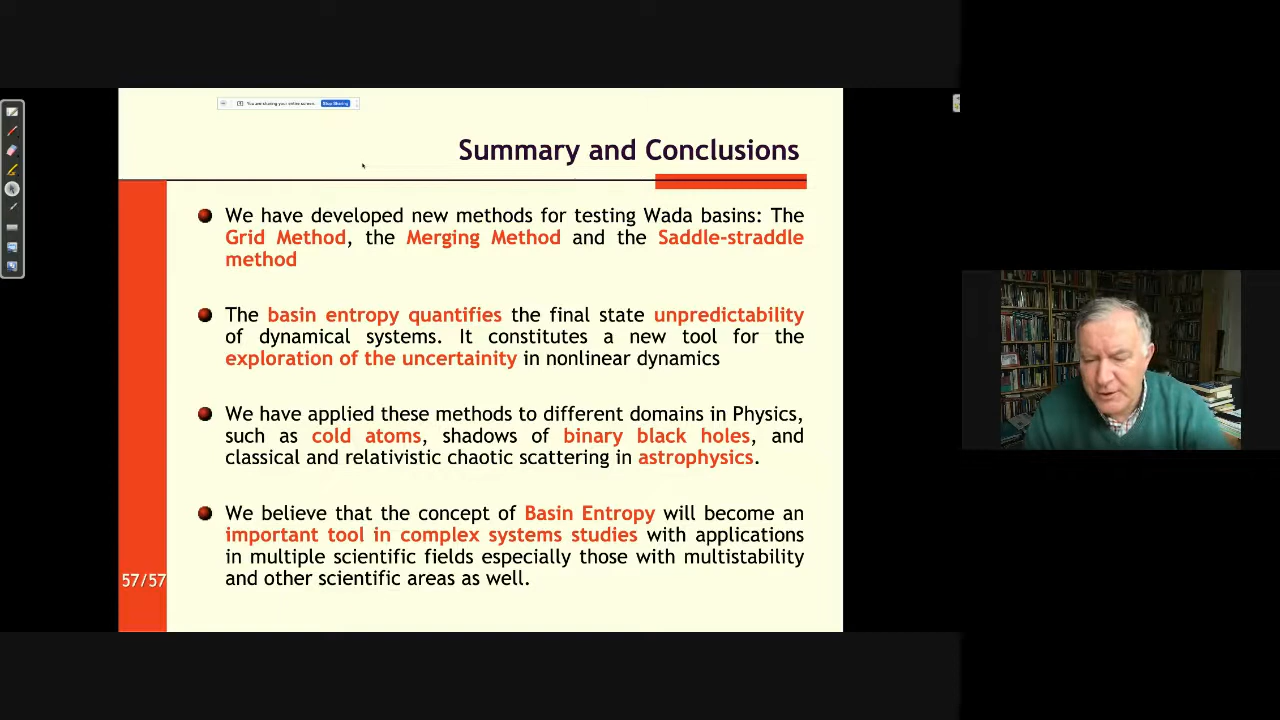 You are sharing your entire screen. Stop Sharing
Summary and Conclusions
We have developed new methods for testing Wada basins: The
Grid Method, the Merging Method and the Saddle-straddle
method
The basin entropy quantifies the final state unpredictability
of dynamical systems. It constitutes a new tool for the
exploration of the uncertainity in nonlinear dynamics
We have applied these methods to different domains in Physics,
such as cold atoms, shadows of binary black holes, and
classical and relativistic chaotic scattering in astrophysics.
We believe that the concept of Basin Entropy will become an
important tool in complex systems studies with applications
in multiple scientific fields especially those with multistability
and other scientific areas as well.
57/57